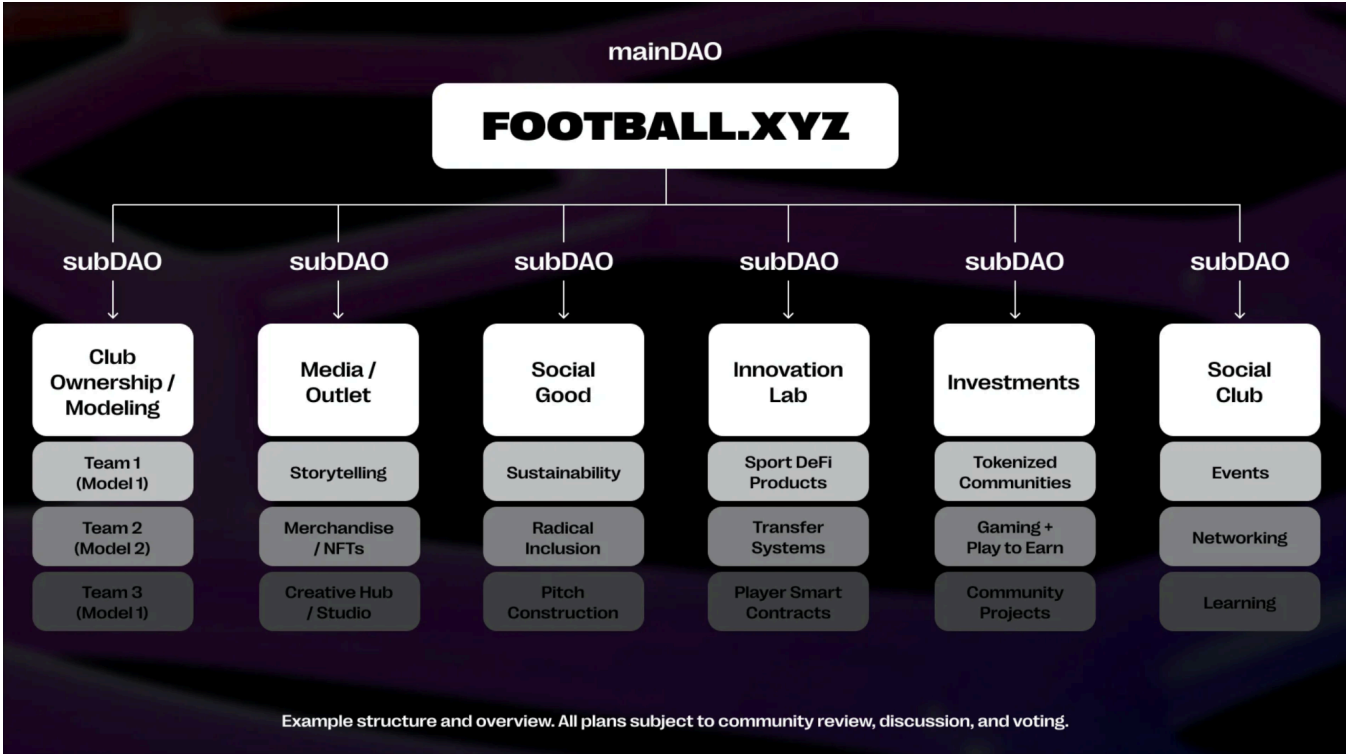 mainDAO
FOOTBALL.XYZ
subDAO
subDAO
subDAO
subDAO
subDAO
subDAO
Club
Ownership /
Modeling
Team 1
(Model 1)
Team 2
(Model 2)
Team 3
(Model 1)
Media /
Outlet
Storytelling
Merchandise
/ NFTs
Creative Hub
/ Studio
Social
Good
Sustainability
Radical
Inclusion
Pitch
Construction
Innovation
Lab
Sport DeFi
Products
Transfer
Systems
Player Smart
Contracts
Investments
Tokenized
Communities
Gaming +
Play to Earn
Community
Projects
Social
Club
Events
Networking
Learning
Example structure and overview. All plans subject to community review, discussion, and voting.